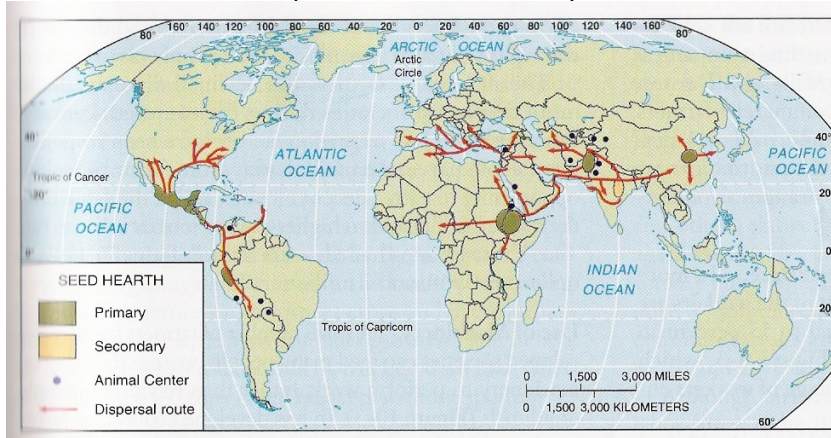 160° 140° 120° 100° 80° 60° 40° 20° 0° 20° 40° 60° 80° 100° 120° 140° 160°
80°
80°
ARCTIC OCEAN
Arctic
Circle
40°
40°
ATLANTIC
OCEAN
PACIFIC
OCEAN
Tropic of Cancer
20°
20°
PACIFIC
OCEAN
0°
0°
INDIAN
OCEAN
SEED HEARTH
Primary
Secondary
Animal Center
Dispersal route
20°
Tropic of Capricorn
0 1,500 3,000 MILES
0 1,500 3,000 KILOMETERS
60°